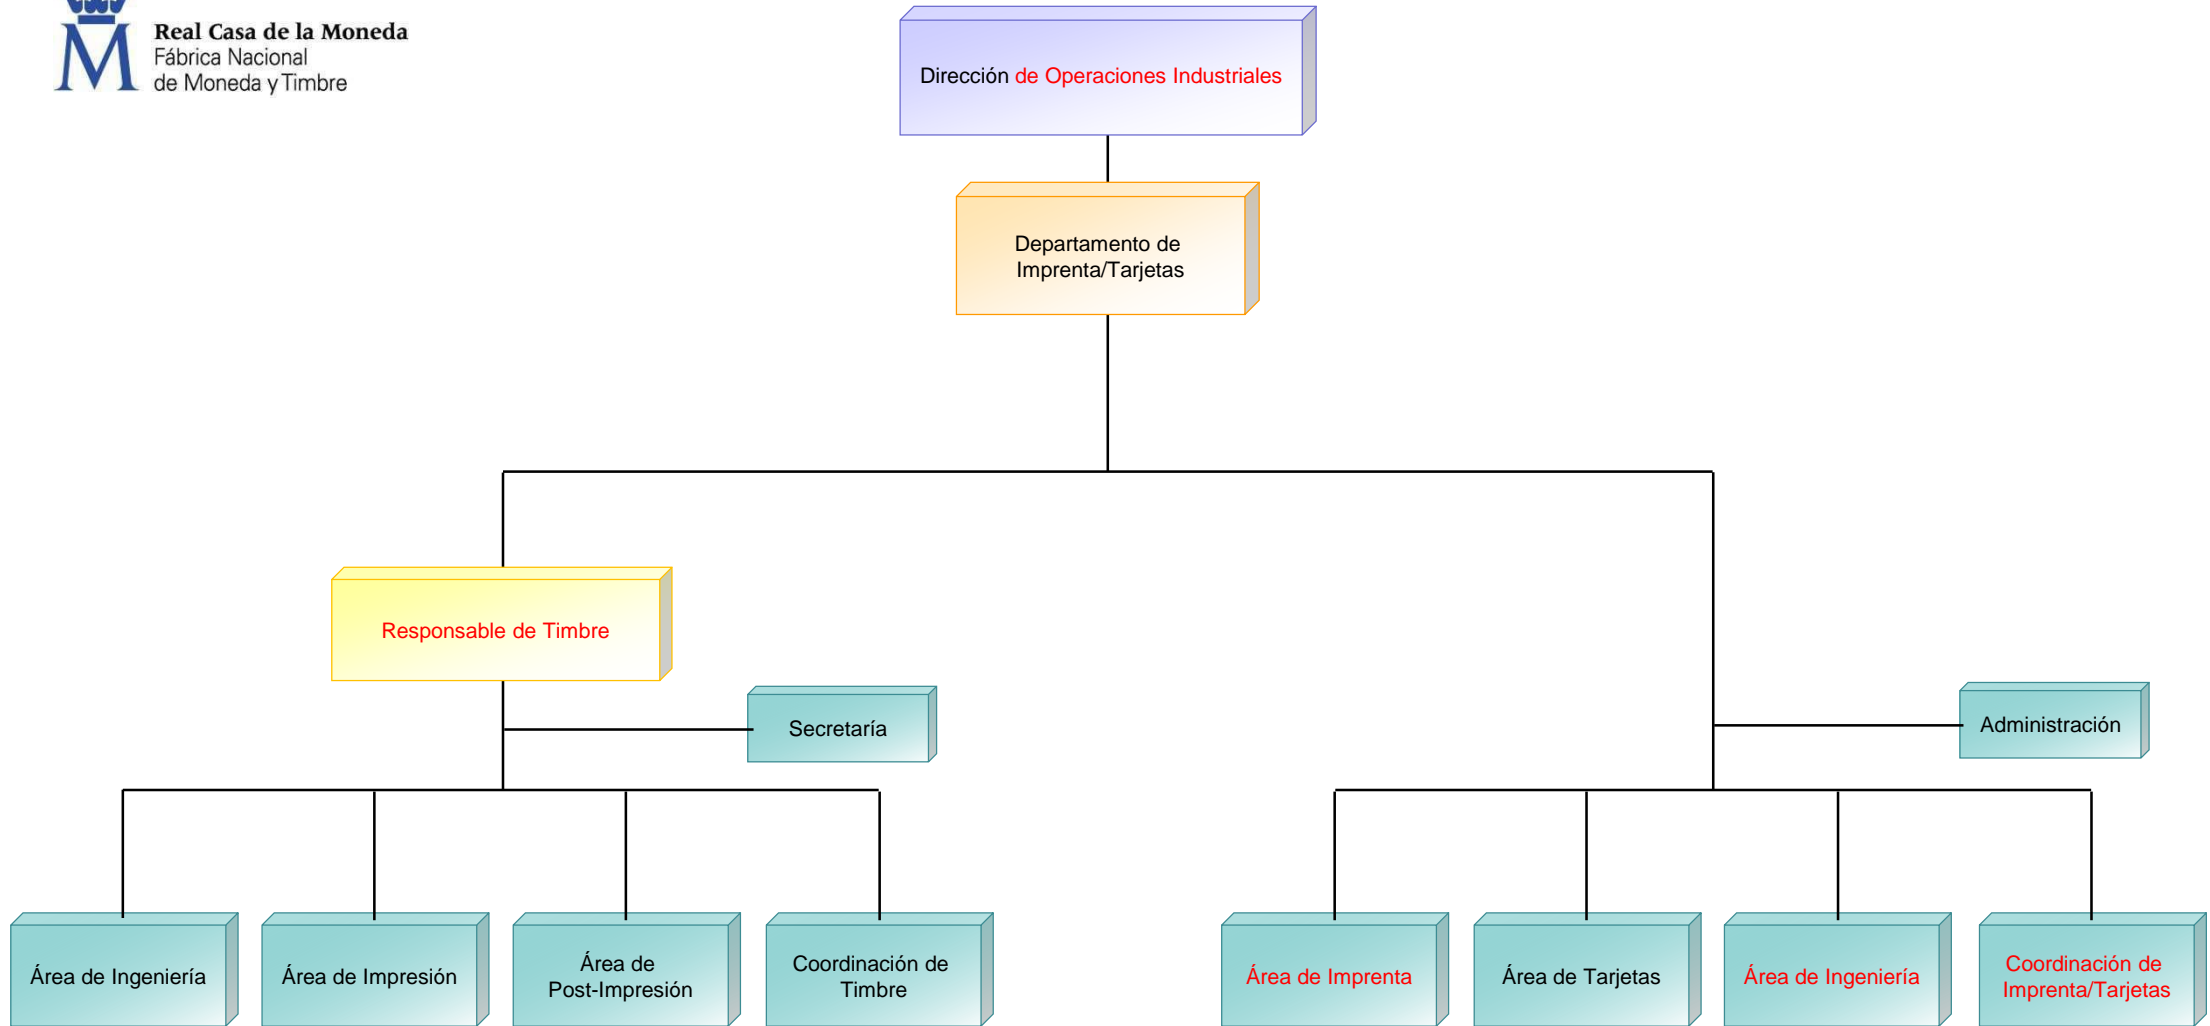 Real Casa de la Moneda
Fábrica Nacional
de Moneda y Timbre
Dirección de Operaciones Industriales
Departamento de
Imprenta/Tarjetas
Responsable de Timbre
Secretaría
Administración
Área de Ingeniería
Área de Impresión
Área de
Post-Impresión
Coordinación de
Timbre
Área de Imprenta
Área de Tarjetas
Área de Ingeniería
Coordinación de
Imprenta/Tarjetas